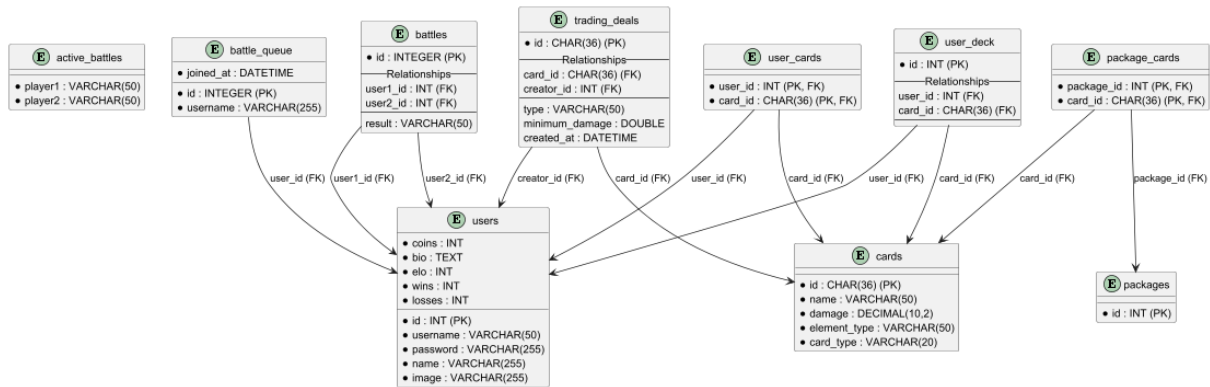 E active_battles
player1 : VARCHAR(50)
player2 : VARCHAR(50)
E battle_queue
joined_at : DATETIME
id : INTEGER (PK)
username : VARCHAR(255)
E battles
id : INTEGER (PK)
Relationships
user1_id : INT (FK)
user2_id : INT (FK)
result : VARCHAR(50)
E trading_deals
id : CHAR(36) (PK)
Relationships
card_id : CHAR(36) (FK)
creator_id : INT (FK)
type : VARCHAR(50)
minimum_damage : DOUBLE
created_at : DATETIME
E user_cards
user_id : INT (PK, FK)
card_id : CHAR(36) (PK, FK)
E user_deck
id : INT (PK)
Relationships
user_id : INT (FK)
card_id : CHAR(36) (FK)
E package_cards
package_id : INT (PK, FK)
card_id : CHAR(36) (PK, FK)
user_id (FK)
user1_id (FK)
user2_id (FK)
creator_id (FK)
card_id (FK)
user_id (FK)
card_id (FK)
user_id (FK)
card_id (FK)
card_id (FK)
package_id (FK)
E users
coins : INT
bio : TEXT
elo : INT
wins : INT
losses : INT
id : INT (PK)
username : VARCHAR(50)
password : VARCHAR(255)
name : VARCHAR(255)
image : VARCHAR(255)
E cards
id : CHAR(36) (PK)
name : VARCHAR(50)
damage : DECIMAL(10,2)
element_type : VARCHAR(50)
card_type : VARCHAR(20)
E packages
id : INT (PK)